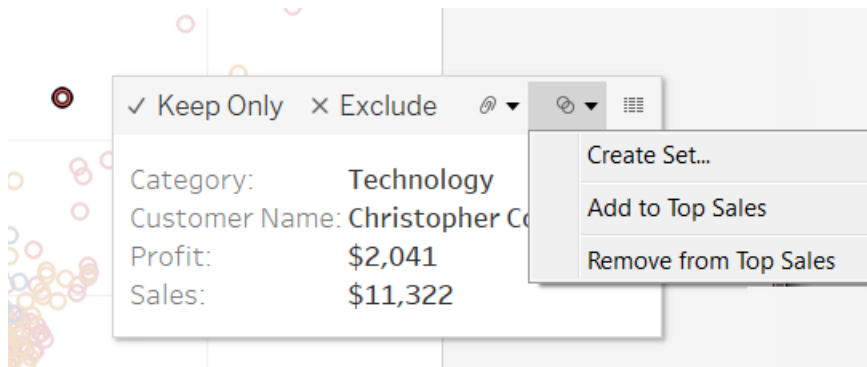 Keep Only Exclude
Create Set...
Category: Technology
Add to Top Sales
Customer Name: Christopher
Profit: $2,041
Remove from Top Sales
Sales: $11,322